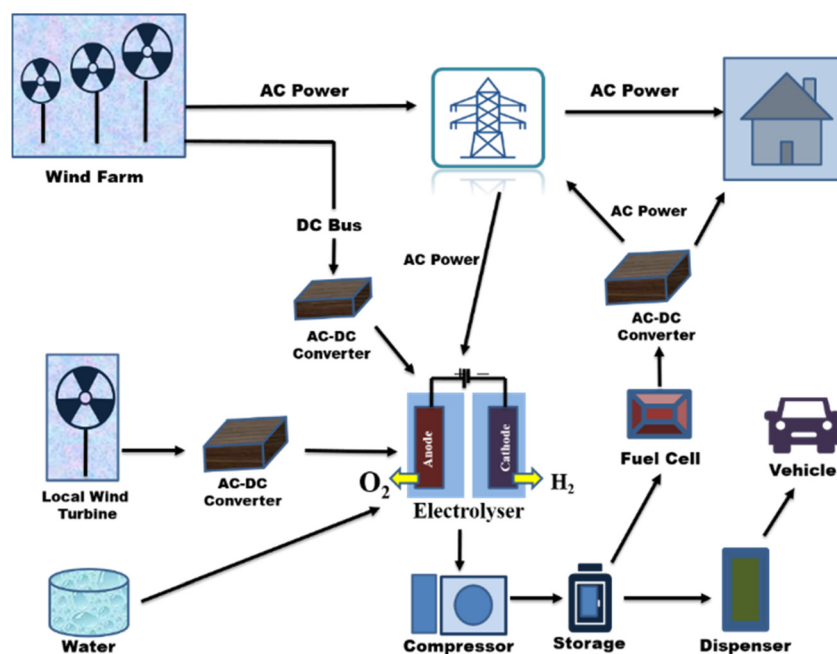 AC Power
AC Power
Wind Farm
DC Bus
AC Power
AC Power
AC-DC
Converter
AC-DC
Converter
+
−
Anode
Cathode
Fuel Cell
Vehicle
Local Wind
Turbine
AC-DC
Converter
O2
H2
Electrolyser
Water
Compressor
Storage
Dispenser